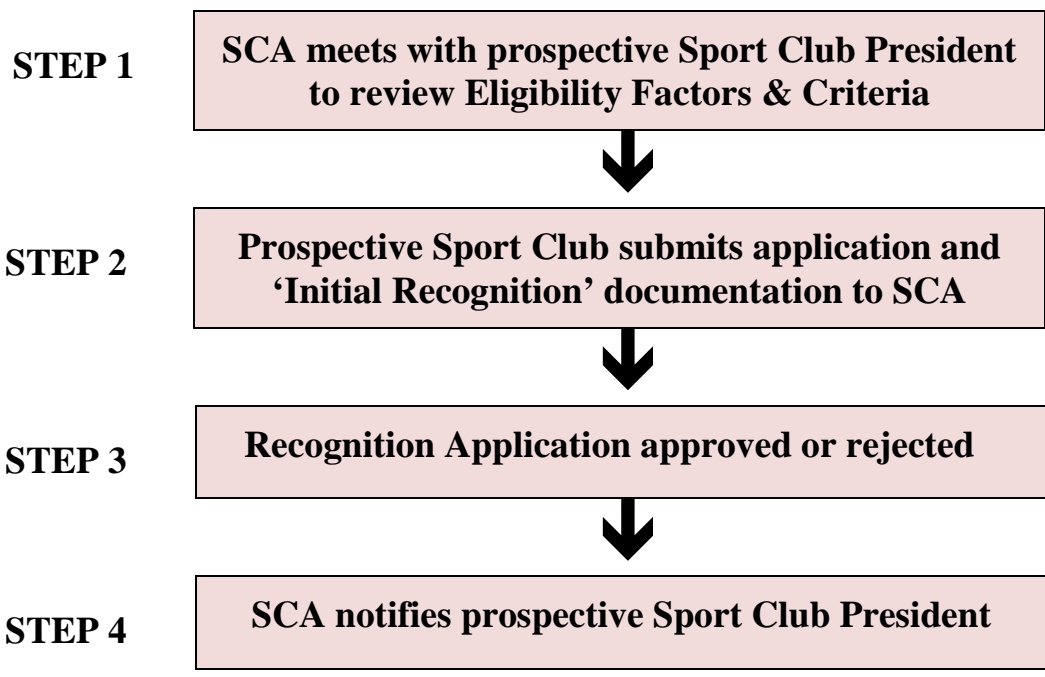 STEP 1
SCA meets with prospective Sport Club President
to review Eligibility Factors & Criteria
STEP 2
Prospective Sport Club submits application and
‘Initial Recognition’ documentation to SCA
STEP 3
Recognition Application approved or rejected
STEP 4
SCA notifies prospective Sport Club President